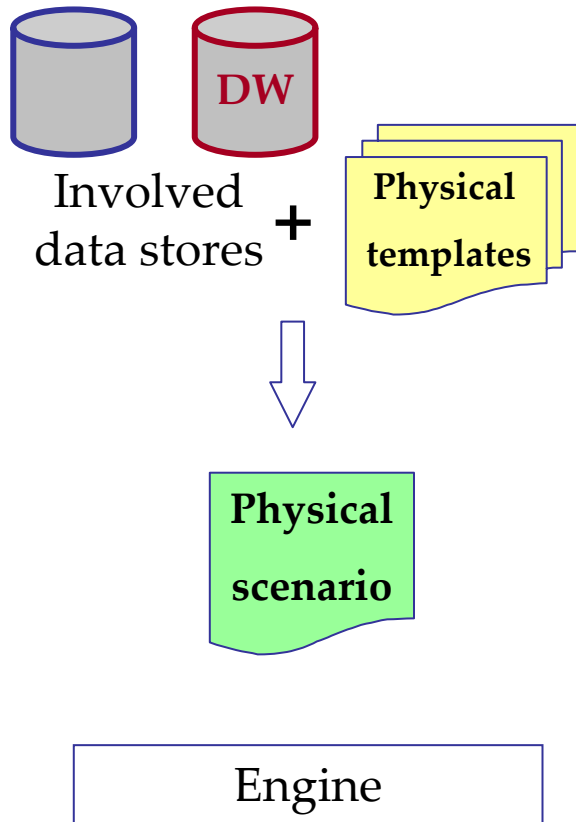 DW
Involved
data stores
+
Physical
templates
Physical
scenario
Engine